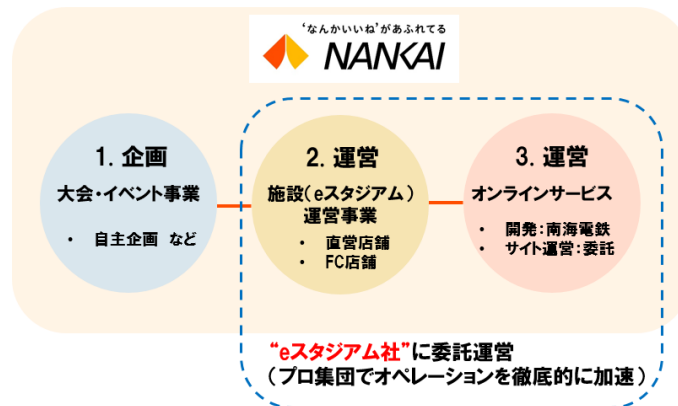 ‘なんかいいね’があふれてる
NANKAI
1. 企画
大会・イベント事業
・ 自主企画 など
2. 運営
施設（eスタジアム）
運営事業
・ 直営店舗
・ FC店舗
3. 運営
オンラインサービス
・ 開発：南海電鉄
・ サイト運営：委託
“eスタジアム社”に委託運営
（プロ集団でオペレーションを徹底的に加速）